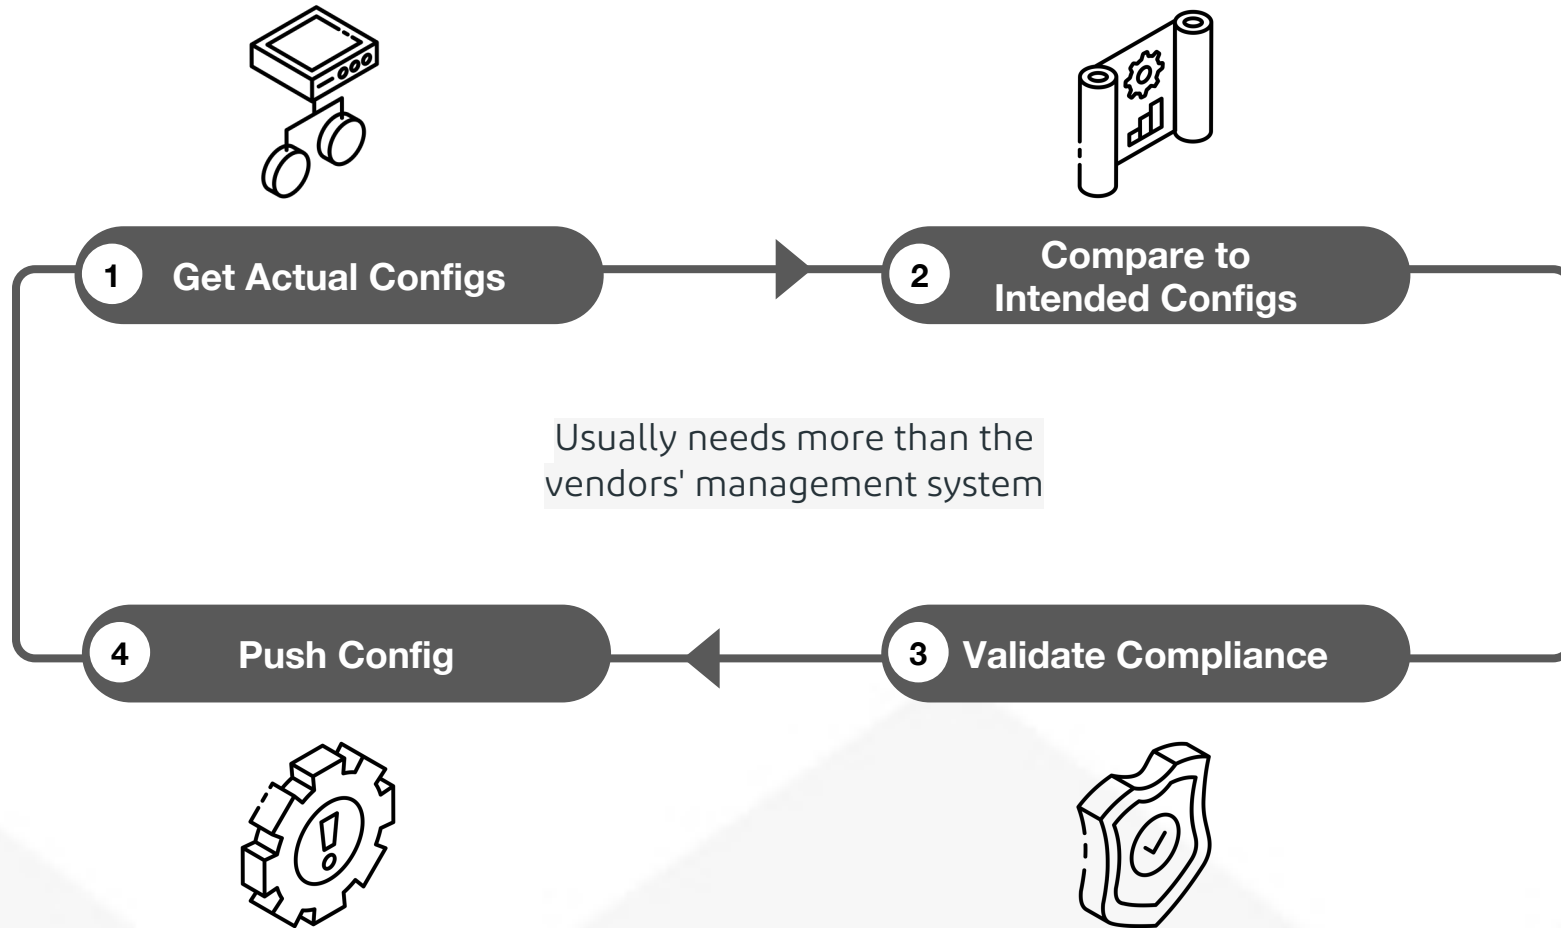 1 Get Actual Configs
2 Compare to
Intended Configs
Usually needs more than the
vendors' management system
4 Push Config
3 Validate Compliance